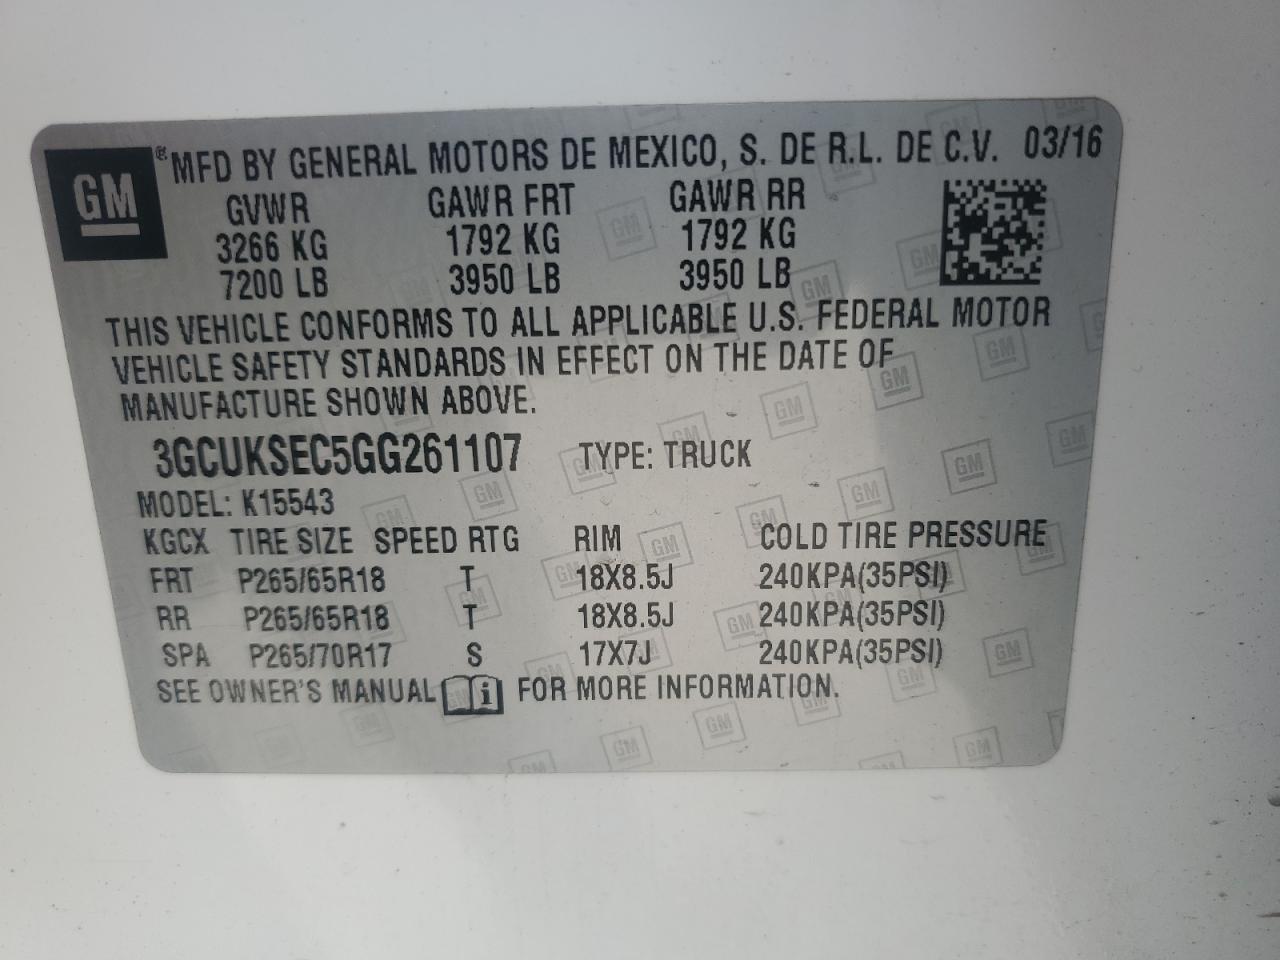 GM ® MFD BY GENERAL MOTORS DE MEXICO, S. DE R.L. DE C.V. 03/16
GVWR GAWR FRT GAWR RR
3266 KG 1792 KG 1792 KG
7200 LB 3950 LB 3950 LB
THIS VEHICLE CONFORMS TO ALL APPLICABLE U.S. FEDERAL MOTOR
VEHICLE SAFETY STANDARDS IN EFFECT ON THE DATE OF
MANUFACTURE SHOWN ABOVE.
3GCUKSEC5GG261107 TYPE: TRUCK
MODEL: K15543
KGCX TIRE SIZE SPEED RTG RIM COLD TIRE PRESSURE
FRT P265/65R18 T 18X8.5J 240KPA(35PSI)
RR P265/65R18 T 18X8.5J 240KPA(35PSI)
SPA P265/70R17 S 17X7J 240KPA(35PSI)
SEE OWNER'S MANUAL i FOR MORE INFORMATION.